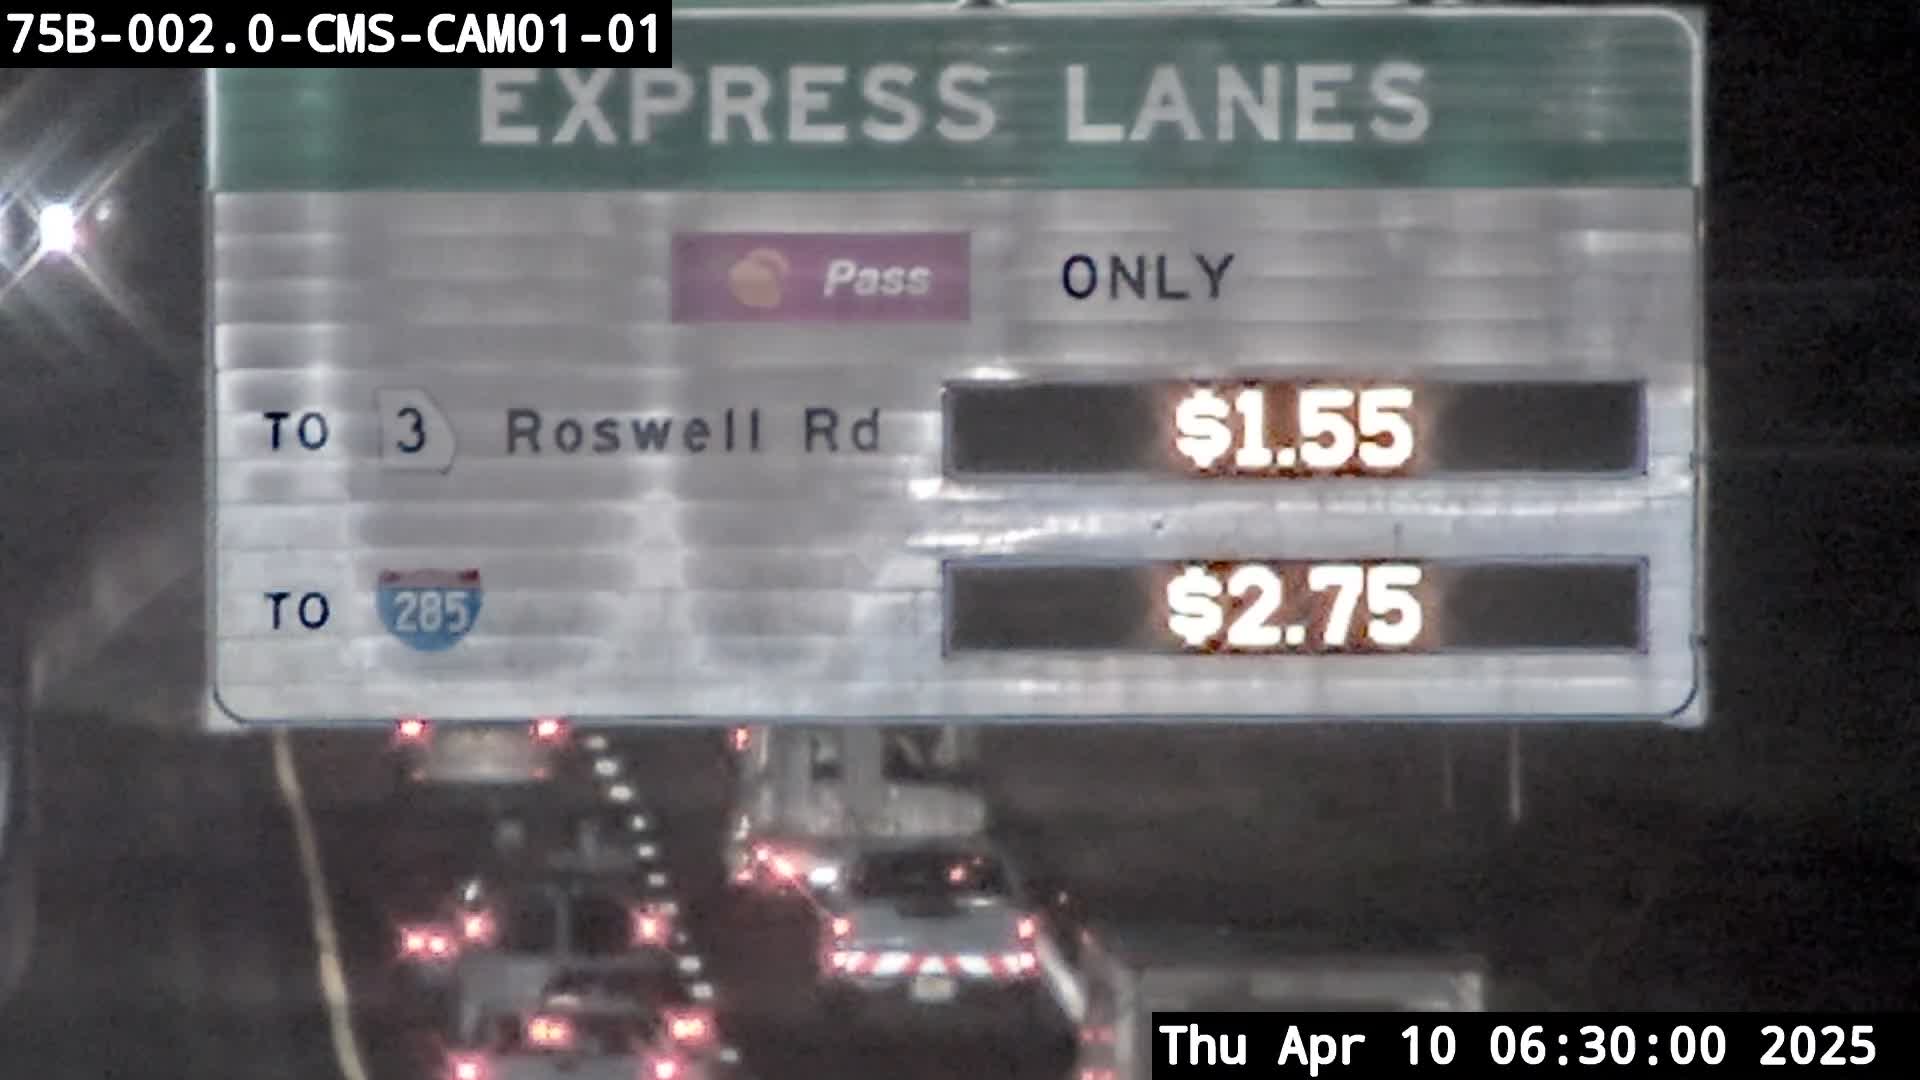 75B-002.0-CMS-CAM01-01
EXPRESS LANES
Pass ONLY
TO 3 Roswell Rd $1.55
TO 285 $2.75
Thu Apr 10 06:30:00 2025